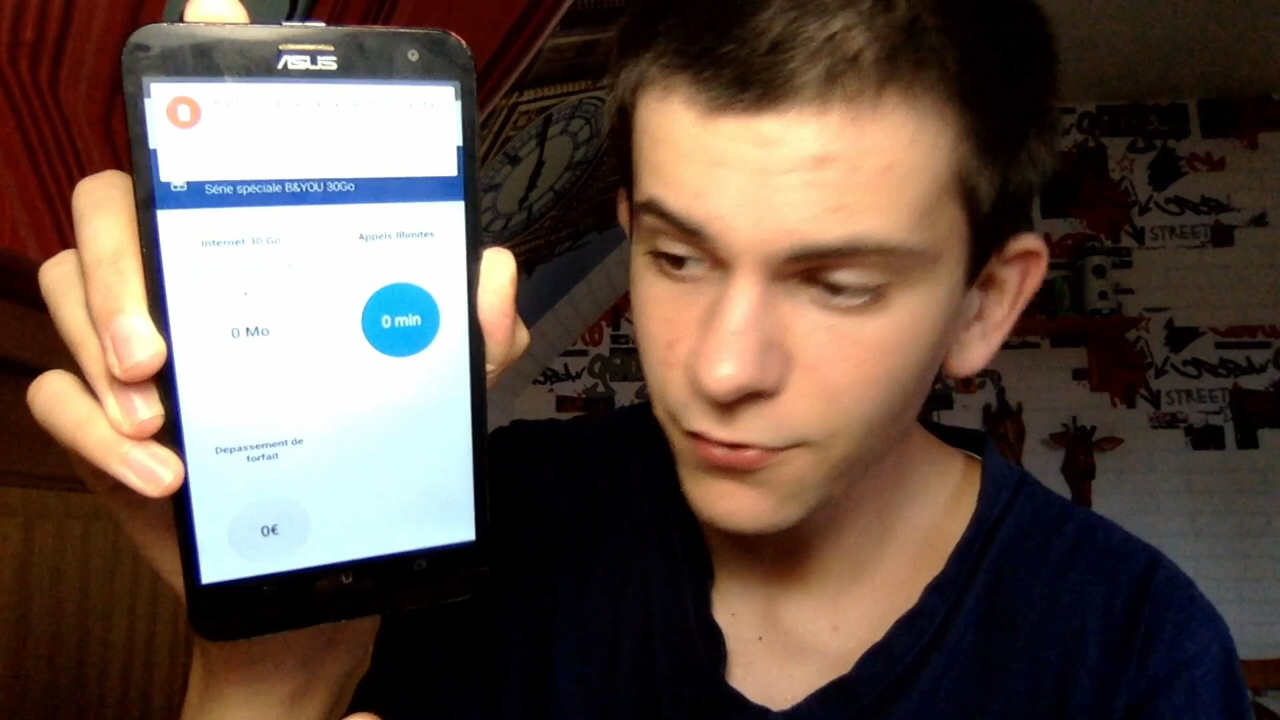 ASUS
Série spéciale B&YOU 30Go
Internet 30 Go
Appels Illimités
0 Mo
0 min
Dépassement de
forfait
0€
STREET
STREET